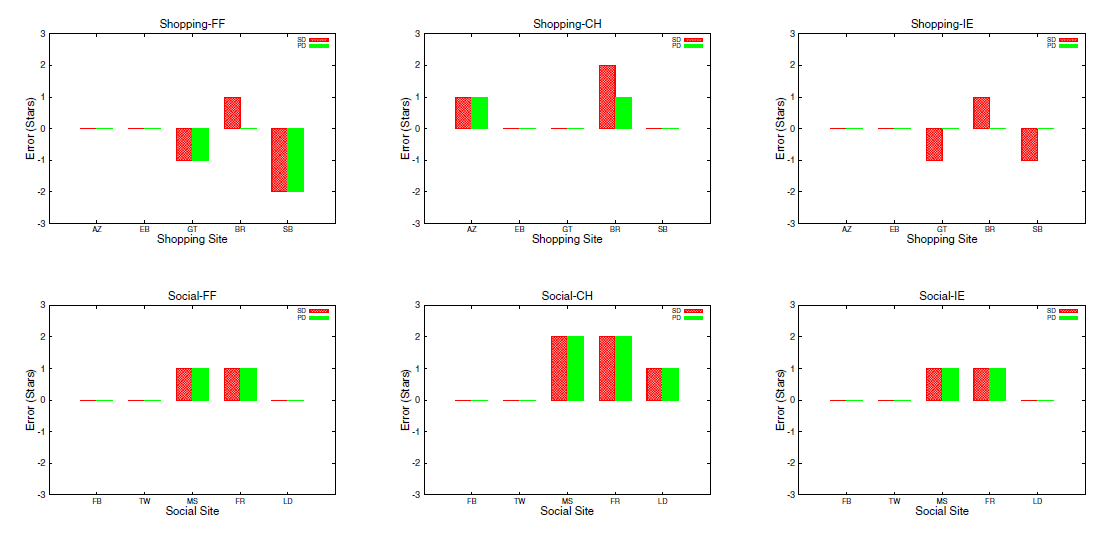 Shopping-FF
3
2
1
0
-1
-2
-3
Error (Stars)
SD
PD
AZ EB GT BR SB
Shopping Site
Shopping-CH
3
2
1
0
-1
-2
-3
Error (Stars)
SD
PD
AZ EB GT BR SB
Shopping Site
Shopping-IE
3
2
1
0
-1
-2
-3
Error (Stars)
SD
PD
AZ EB GT BR SB
Shopping Site
Social-FF
3
2
1
0
-1
-2
-3
Error (Stars)
SD
PD
FB TW MS FR LD
Social Site
Social-CH
3
2
1
0
-1
-2
-3
Error (Stars)
SD
PD
FB TW MS FR LD
Social Site
Social-IE
3
2
1
0
-1
-2
-3
Error (Stars)
SD
PD
FB TW MS FR LD
Social Site